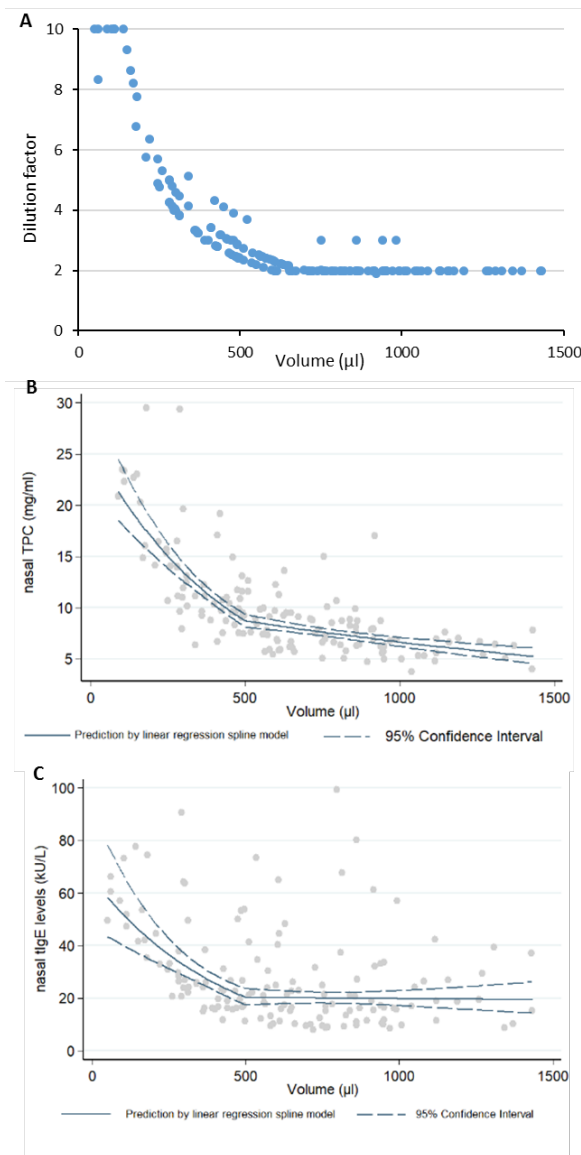 A
10
8
6
4
2
0
Dilution factor
0
500
1000
1500
Volume (µl)
B
30
25
20
15
10
5
nasal TPC (mg/ml)
0
500
1000
1500
Volume (µl)
Prediction by linear regression spline model
95% Confidence Interval
C
100
80
60
40
20
0
nasal tIgE levels (kU/L)
0
500
1000
1500
Volume (µl)
Prediction by linear regression spline model
95% Confidence Interval